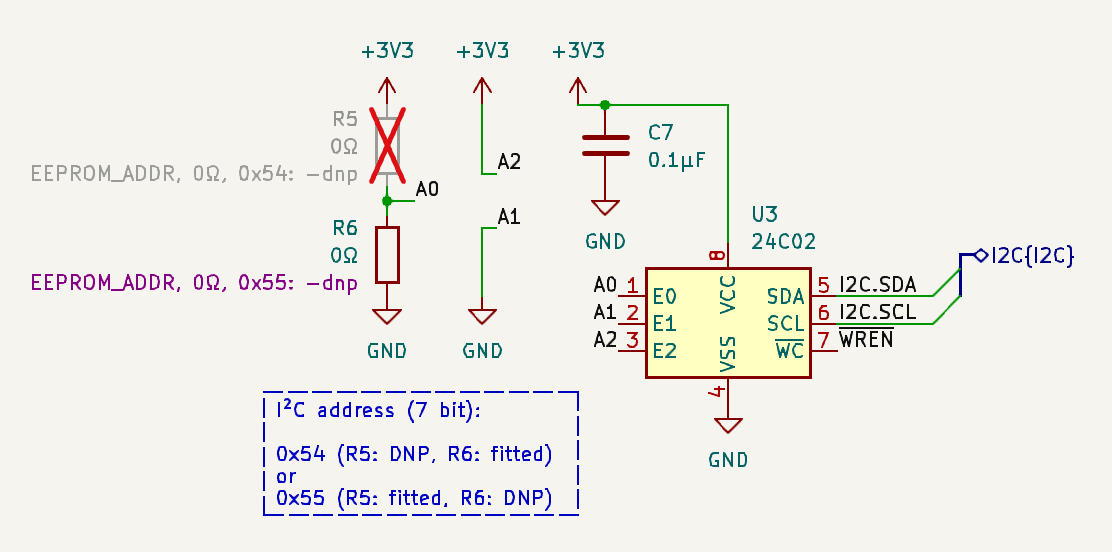 +3V3 +3V3 +3V3
R5
0Ω
EEPROM_ADDR, 0Ω, 0x54: -dnp
A0
R6
0Ω
EEPROM_ADDR, 0Ω, 0x55: -dnp
GND
A2
A1
GND
C7
0.1µF
GND
U3
24C02
8
VCC
A0 1 E0
A1 2 E1
A2 3 E2
SDA 5 I2C.SDA
SCL 6 I2C.SCL
WC 7 WREN
VSS
4
GND
I2C{I2C}
I²C address (7 bit):
0x54 (R5: DNP, R6: fitted)
or
0x55 (R5: fitted, R6: DNP)